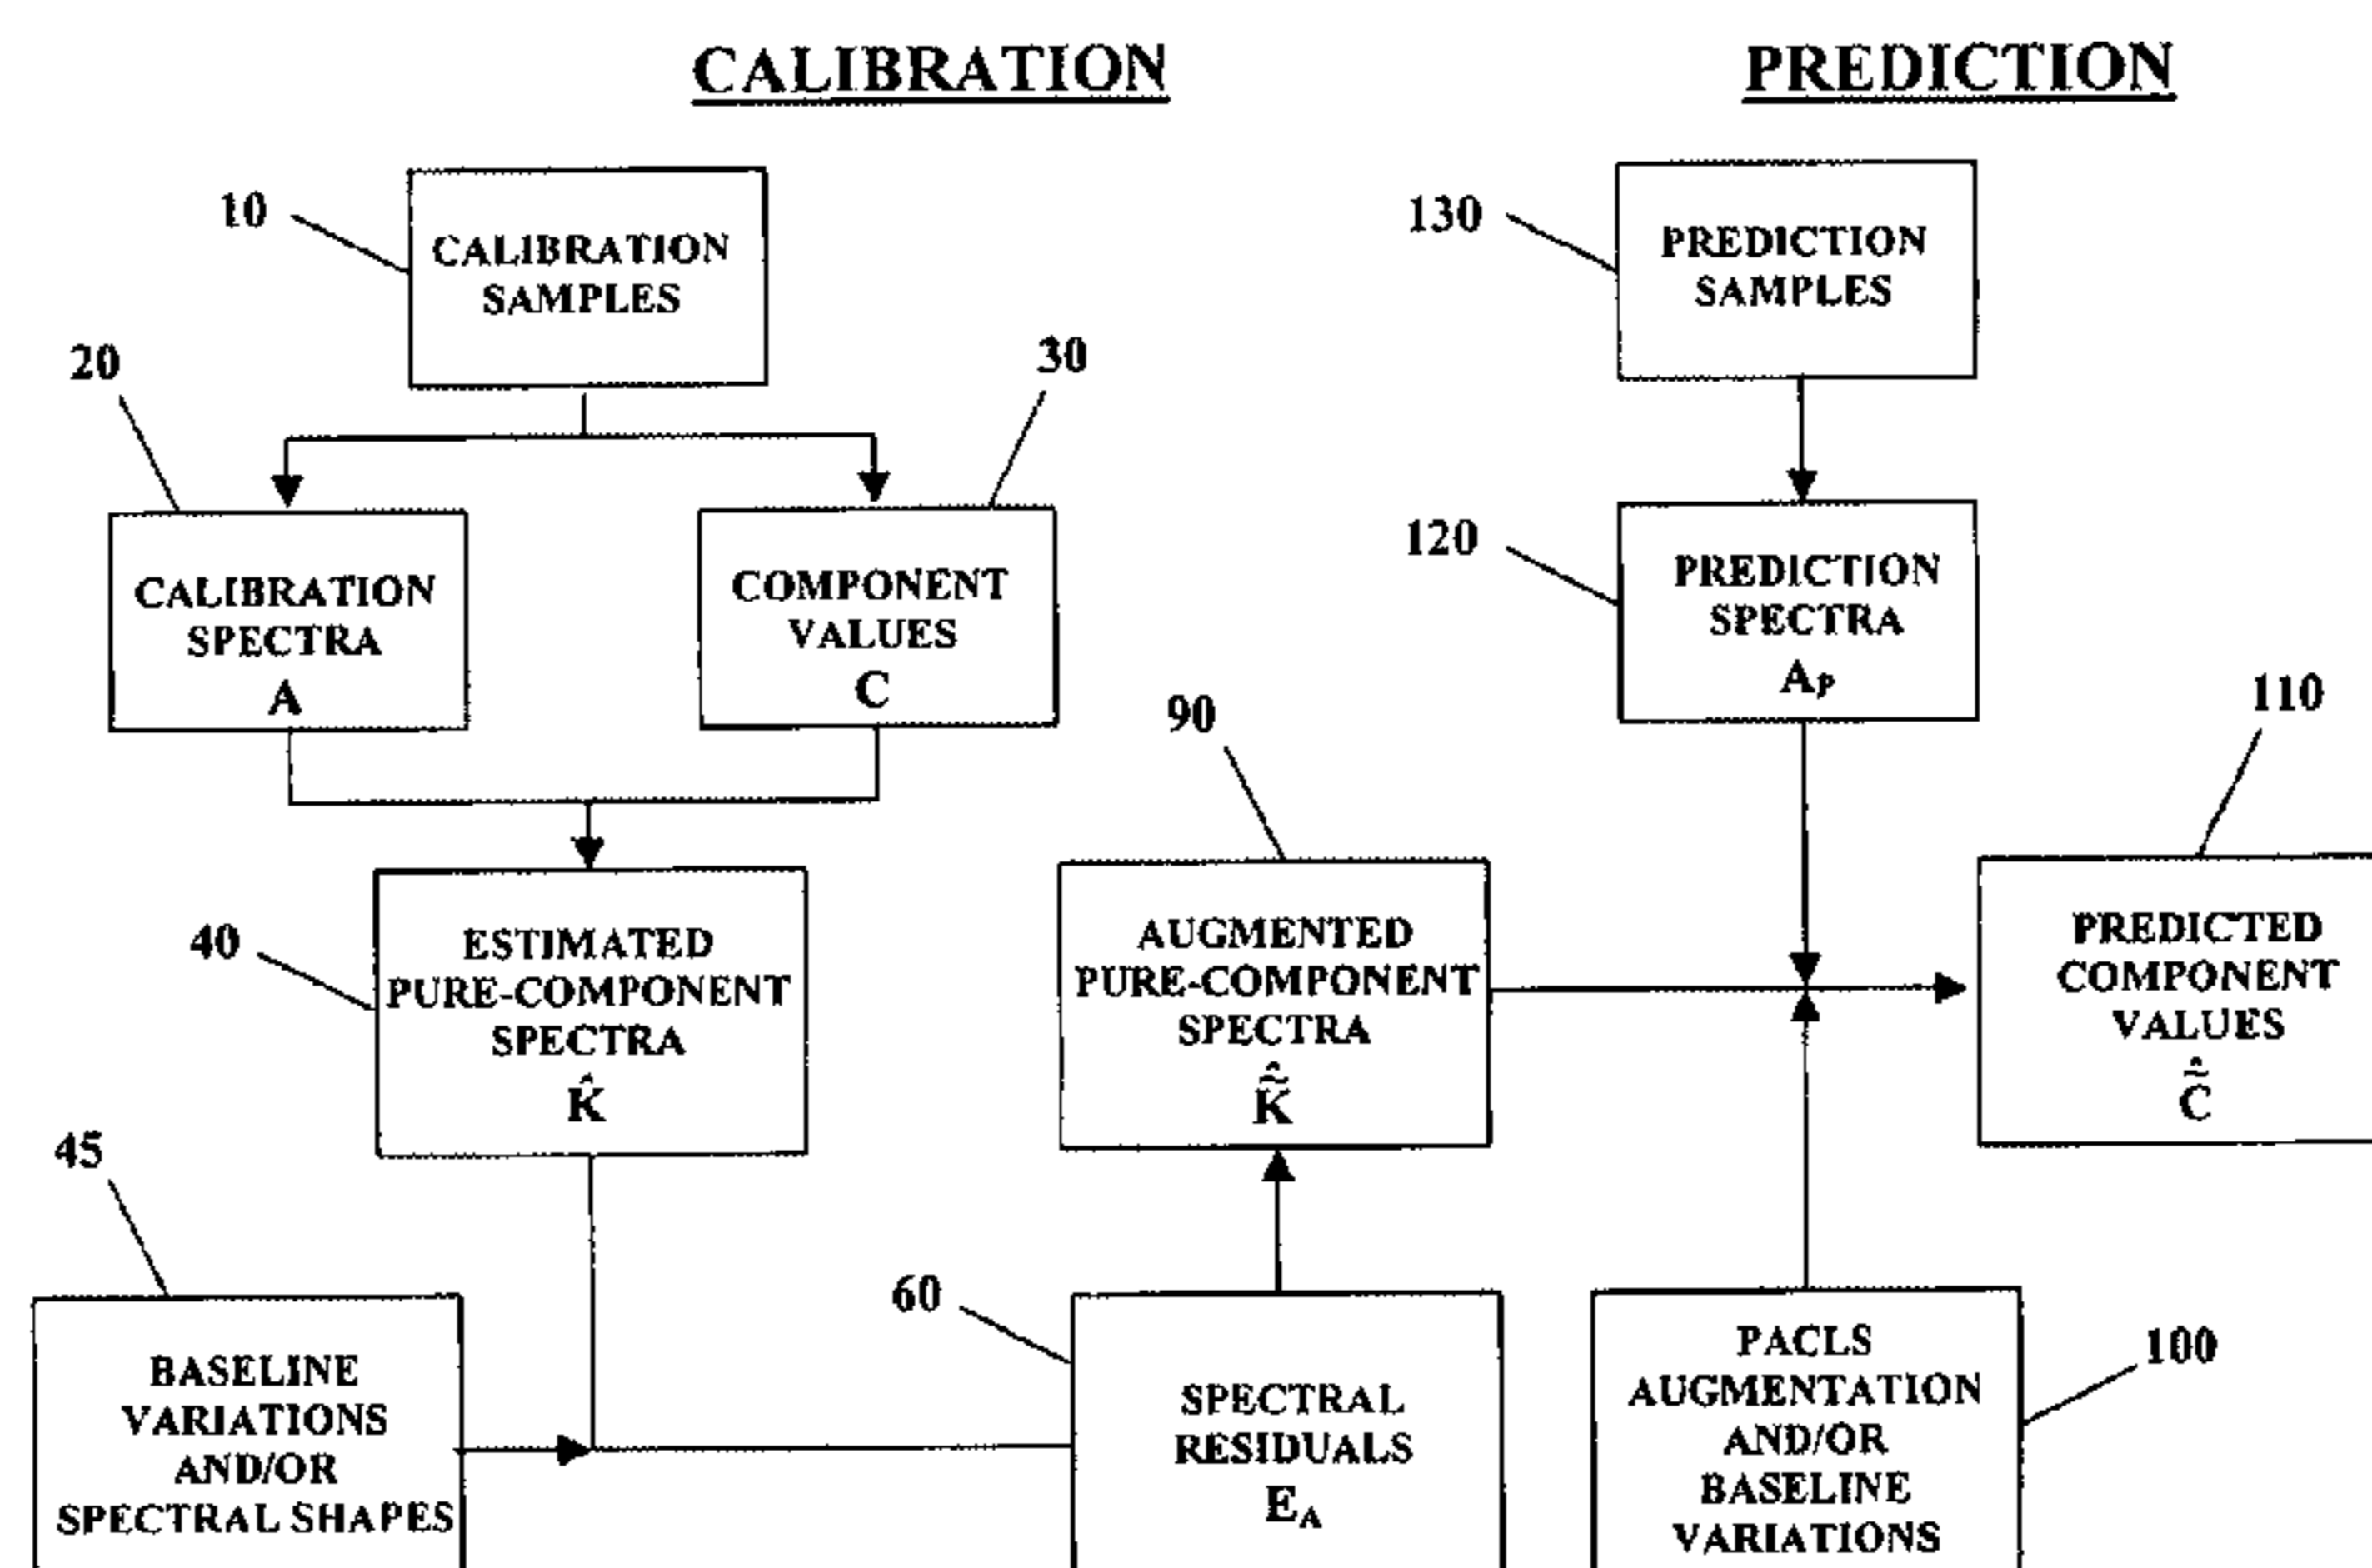 CALIBRATION
PREDICTION
10
CALIBRATION
SAMPLES
130
PREDICTION
SAMPLES
20
30
CALIBRATION
SPECTRA
A
COMPONENT
VALUES
C
120
PREDICTION
SPECTRA
A_P
90
110
40
ESTIMATED
PURE-COMPONENT
SPECTRA
K̂
AUGMENTED
PURE-COMPONENT
SPECTRA
K̃̂
PREDICTED
COMPONENT
VALUES
C̃̂
45
BASELINE
VARIATIONS
AND/OR
SPECTRAL SHAPES
60
SPECTRAL
RESIDUALS
E_A
PACLS
AUGMENTATION
AND/OR
BASELINE
VARIATIONS
100